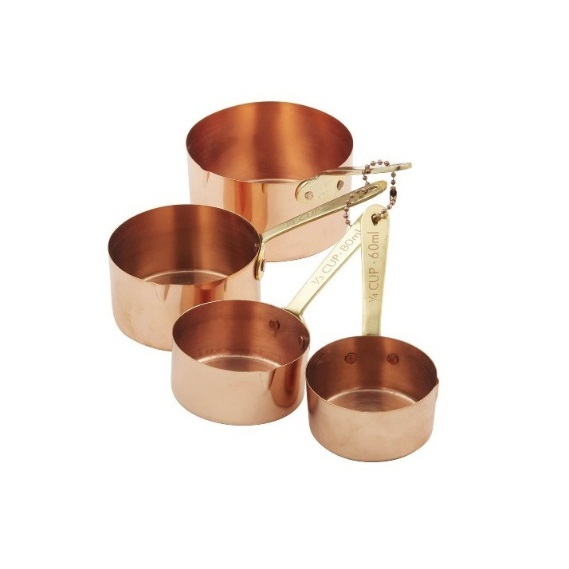 ⅓ CUP · 80ml
¼ CUP · 60ml